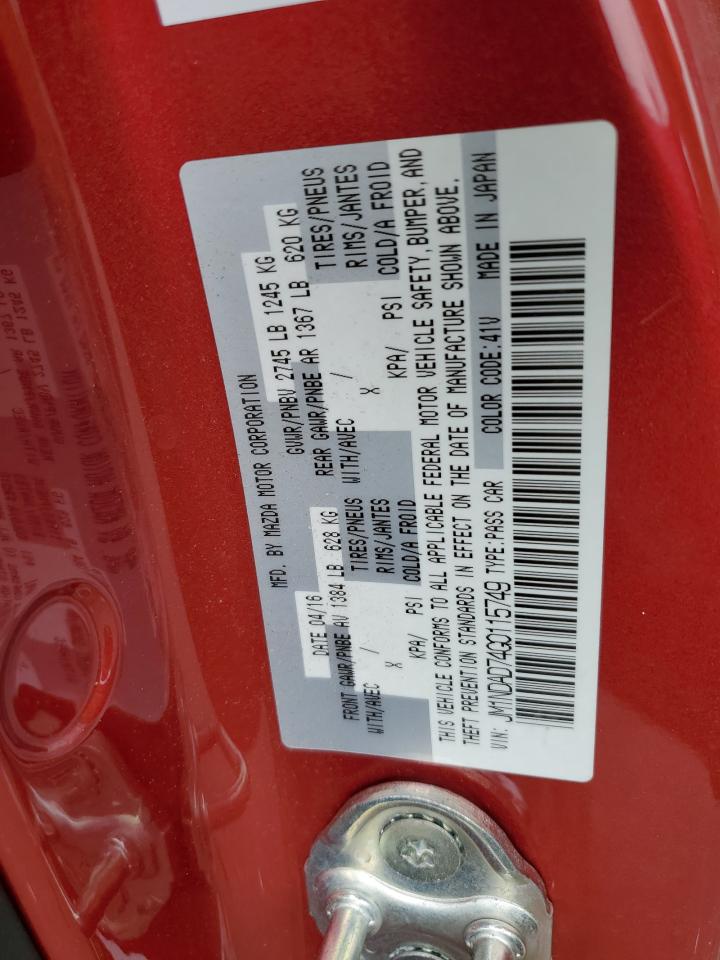 MFD. BY MAZDA MOTOR CORPORATION
DATE 04/16
GVWR/PNBV 2745 LB 1245 KG
FRONT GAWR/PNBE AV 1384 LB 628 KG
REAR GAWR/PNBE AR 1367 LB 620 KG
WITH/AVEC / TIRES/PNEUS WITH/AVEC / TIRES/PNEUS
X RIMS/JANTES X RIMS/JANTES
KPA/ PSI COLD/A FROID KPA/ PSI COLD/A FROID
THIS VEHICLE CONFORMS TO ALL APPLICABLE FEDERAL MOTOR VEHICLE SAFETY, BUMPER, AND
THEFT PREVENTION STANDARDS IN EFFECT ON THE DATE OF MANUFACTURE SHOWN ABOVE.
VIN: JM1NDAD74G0115749 TYPE:PASS CAR COLOR CODE:41V MADE IN JAPAN